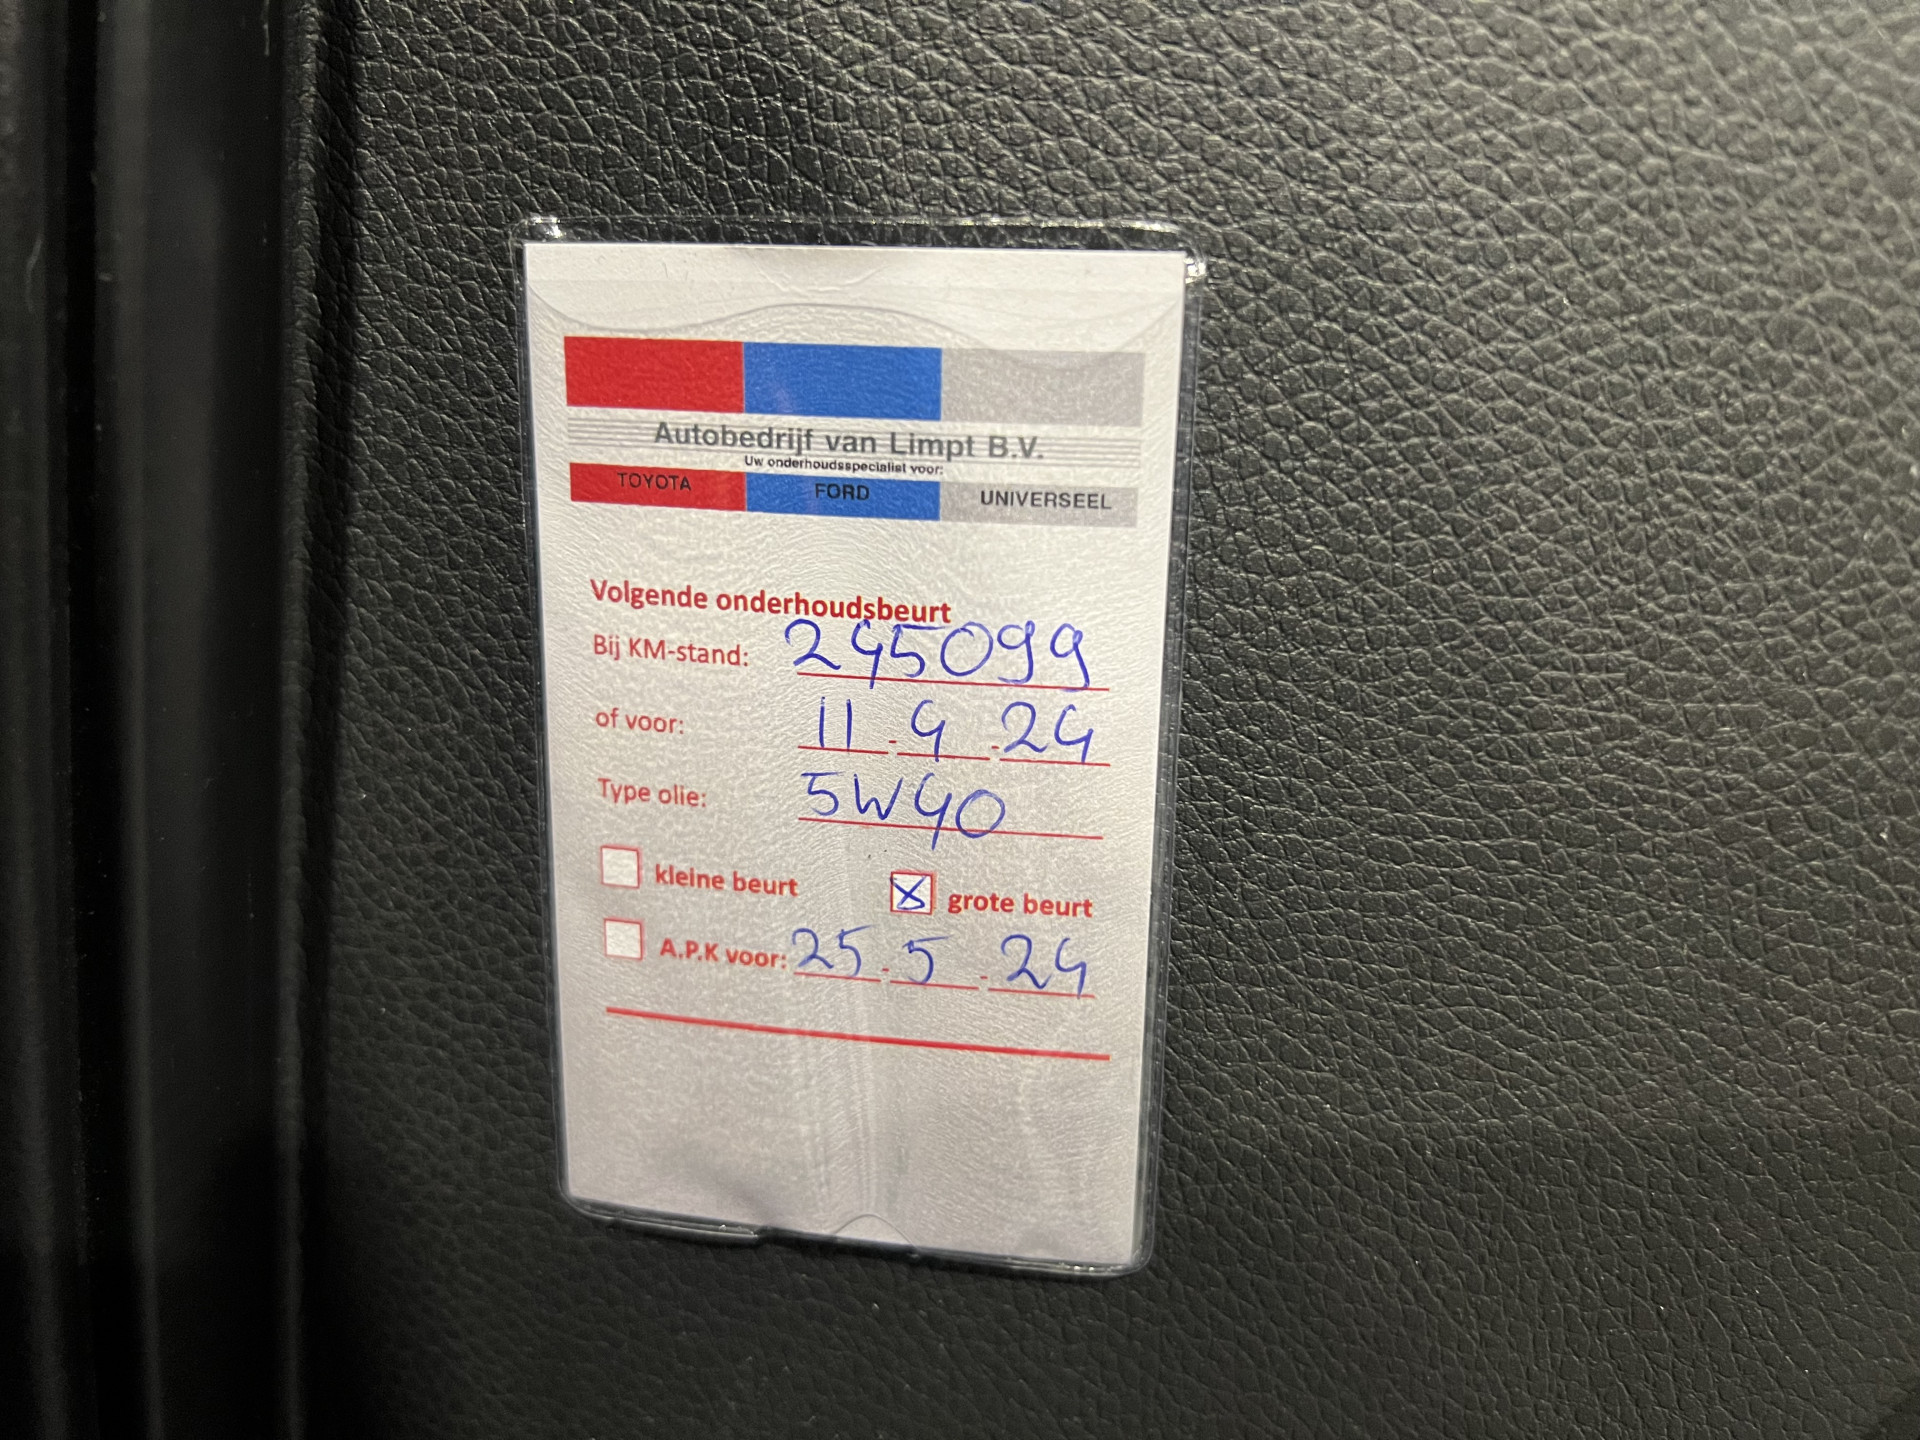 Autobedrijf van Limpt B.V.
Uw onderhoudsspecialist voor:
TOYOTA FORD UNIVERSEEL
Volgende onderhoudsbeurt
Bij KM-stand: 245099
of voor: 11-4-24
Type olie: 5W40
kleine beurt grote beurt
A.P.K voor: 25-5-24